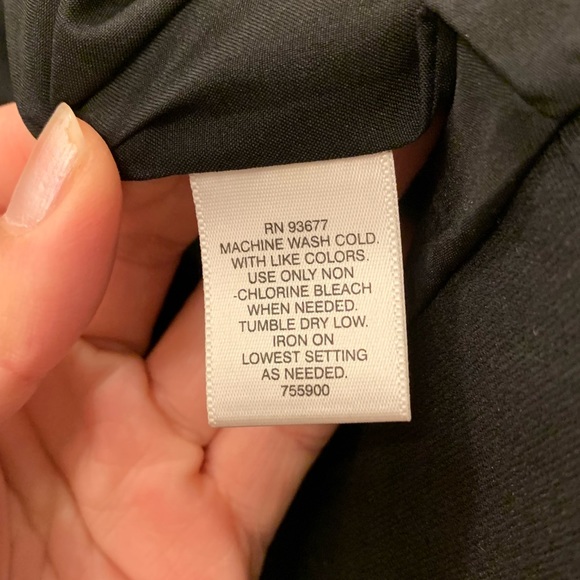 RN 93677
MACHINE WASH COLD.
WITH LIKE COLORS.
USE ONLY NON
-CHLORINE BLEACH
WHEN NEEDED.
TUMBLE DRY LOW.
IRON ON
LOWEST SETTING
AS NEEDED.
755900